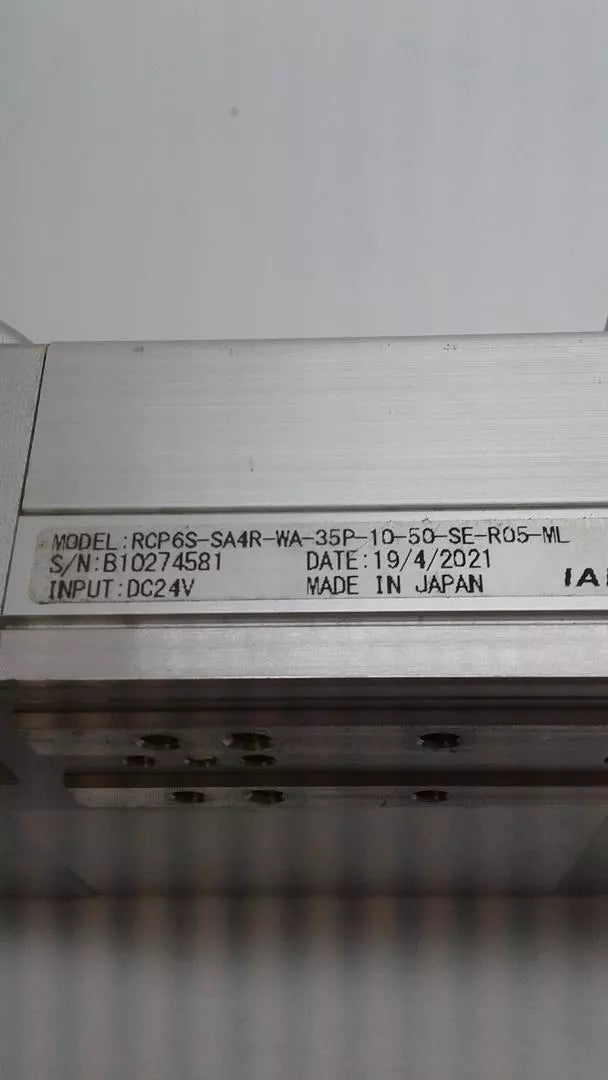 MODEL:RCP6S-SA4R-WA-35P-10-50-SE-R05-ML
S/N:B10274581 DATE:19/4/2021
INPUT:DC24V MADE IN JAPAN